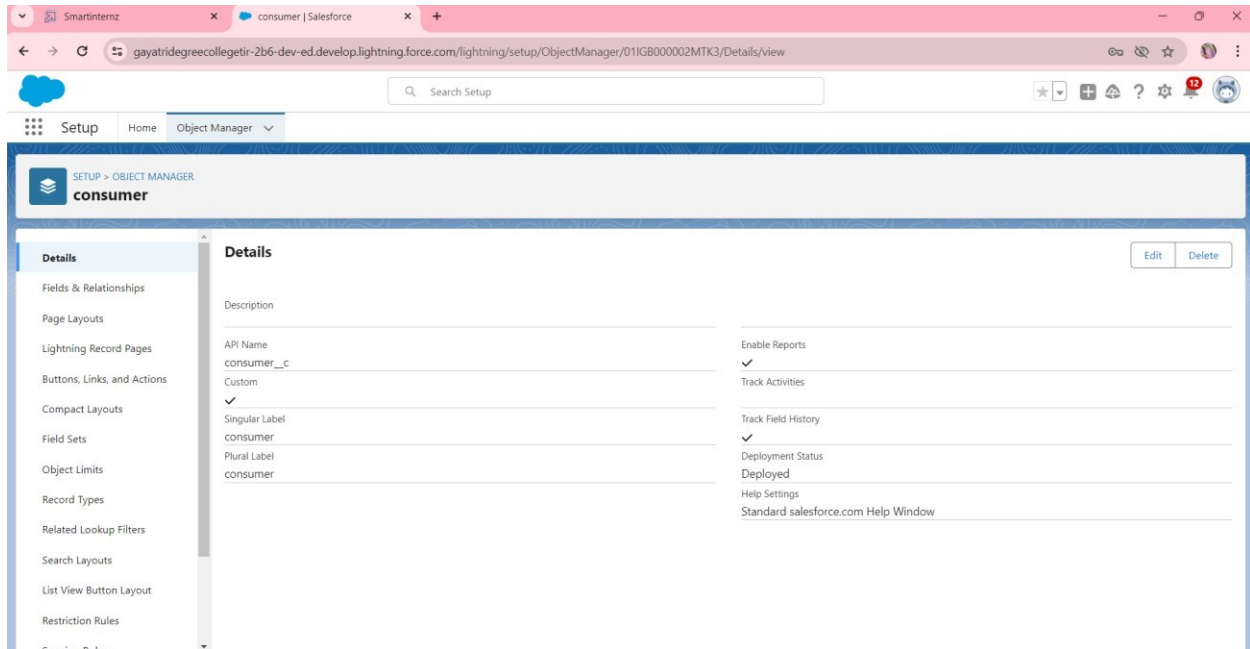 Smartinternz
consumer | Salesforce
gayatridegreecollegetir-2b6-dev-ed.develop.lightning.force.com/lightning/setup/ObjectManager/01IGB000002MTK3/Details/view
Search Setup
12
Setup
Home
Object Manager
SETUP > OBJECT MANAGER
consumer
Details
Fields & Relationships
Page Layouts
Lightning Record Pages
Buttons, Links, and Actions
Compact Layouts
Field Sets
Object Limits
Record Types
Related Lookup Filters
Search Layouts
List View Button Layout
Restriction Rules
Details
Edit
Delete
Description
API Name
consumer__c
Custom
Singular Label
consumer
Plural Label
consumer
Enable Reports
Track Activities
Track Field History
Deployment Status
Deployed
Help Settings
Standard salesforce.com Help Window